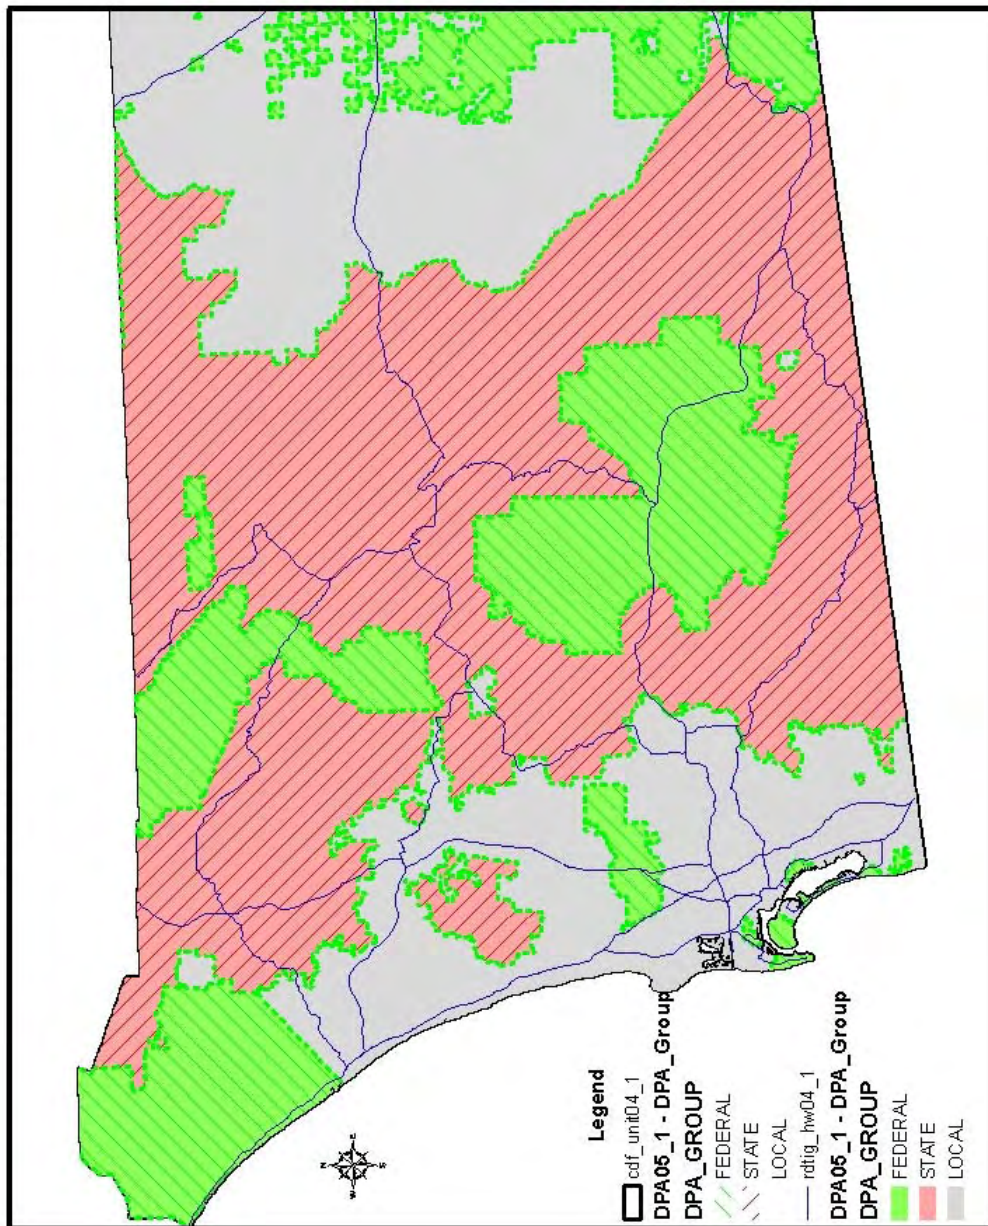 Legend
cdf_unit04_1
DPA05_1 - DPA_Group
DPA_GROUP
FEDERAL
STATE
LOCAL
rdtig_hw04_1
DPA05_1 - DPA_Group
DPA_GROUP
FEDERAL
STATE
LOCAL